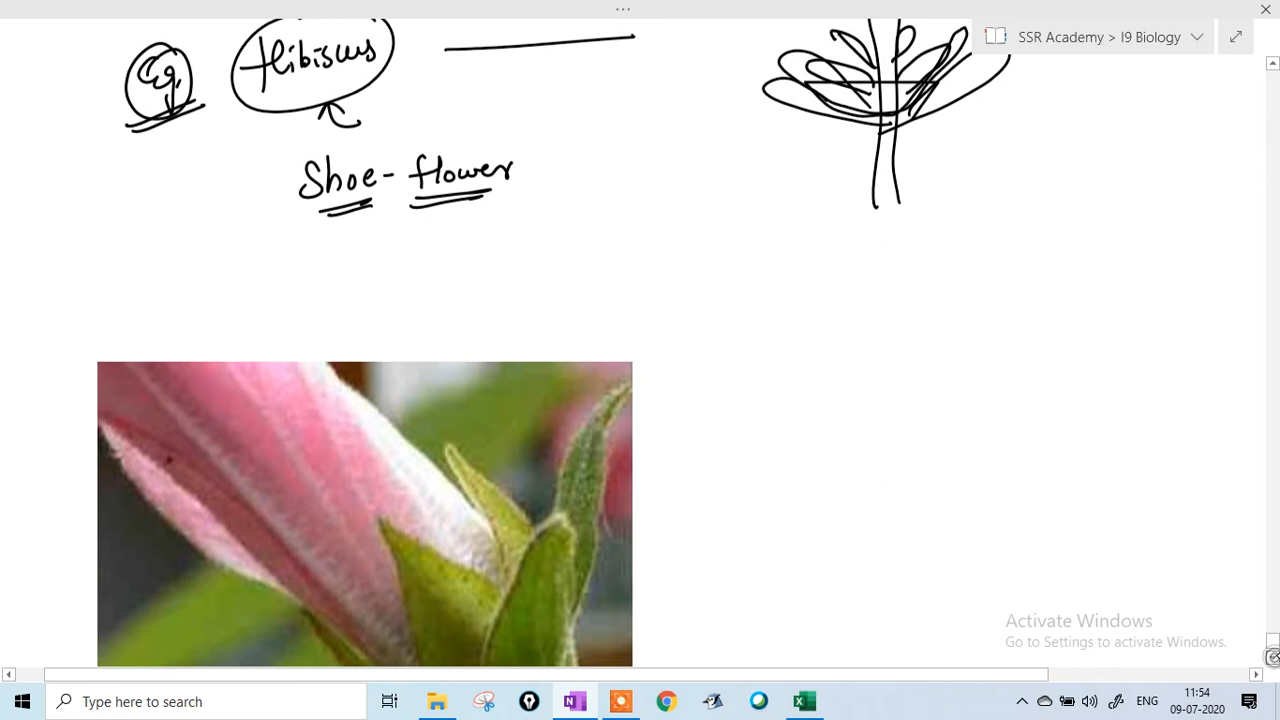 SSR Academy > I9 Biology
Eg,
Hibiscus
Shoe-flower
Activate Windows
Go to Settings to activate Windows.
Type here to search
ENG
1:54
09-07-2020